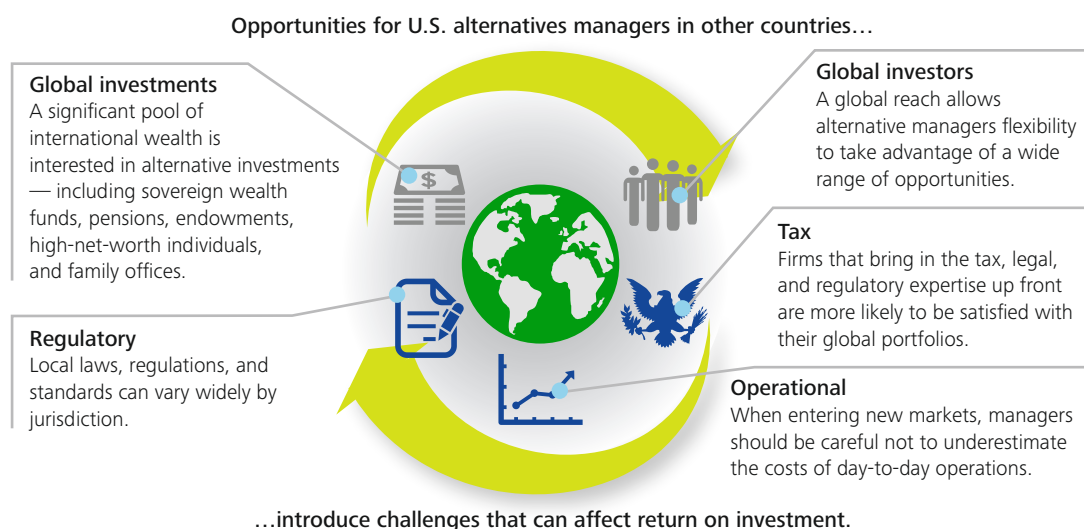 Opportunities for U.S. alternatives managers in other countries…
Global investments
A significant pool of
international wealth is
interested in alternative investments
— including sovereign wealth
funds, pensions, endowments,
high-net-worth individuals,
and family offices.
Global investors
A global reach allows
alternative managers flexibility
to take advantage of a wide
range of opportunities.
$
Regulatory
Local laws, regulations, and
standards can vary widely by
jurisdiction.
Tax
Firms that bring in the tax, legal,
and regulatory expertise up front
are more likely to be satisfied with
their global portfolios.
Operational
When entering new markets, managers
should be careful not to underestimate
the costs of day-to-day operations.
…introduce challenges that can affect return on investment.